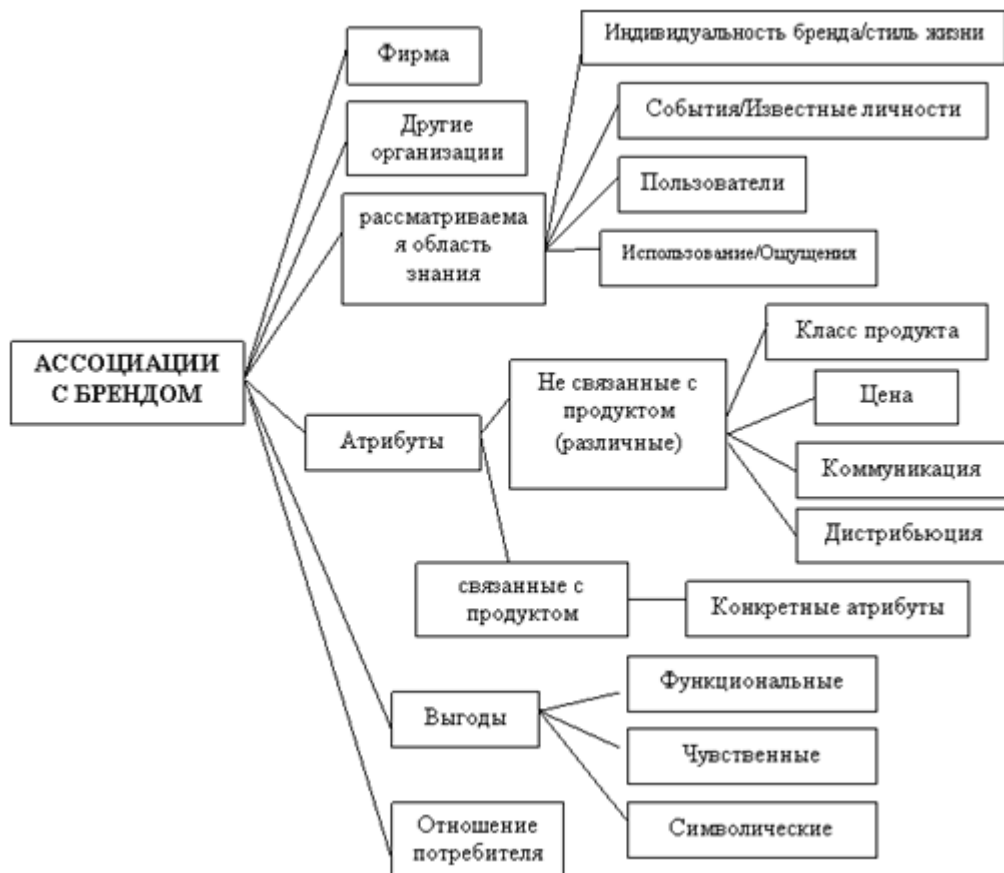 Индивидуальность бренда/стиль жизни
Фирма
События/Известные личности
Другие
организации
Пользователи
рассматриваема
я область
знания
Использование/Ощущения
АССОЦИАЦИИ
С БРЕНДОМ
Класс продукта
Не связанные с
продуктом
(различные)
Цена
Атрибуты
Коммуникация
Дистрибьюция
связанные с
продуктом
Конкретные атрибуты
Функциональные
Выгоды
Чувственные
Символические
Отношение
потребителя